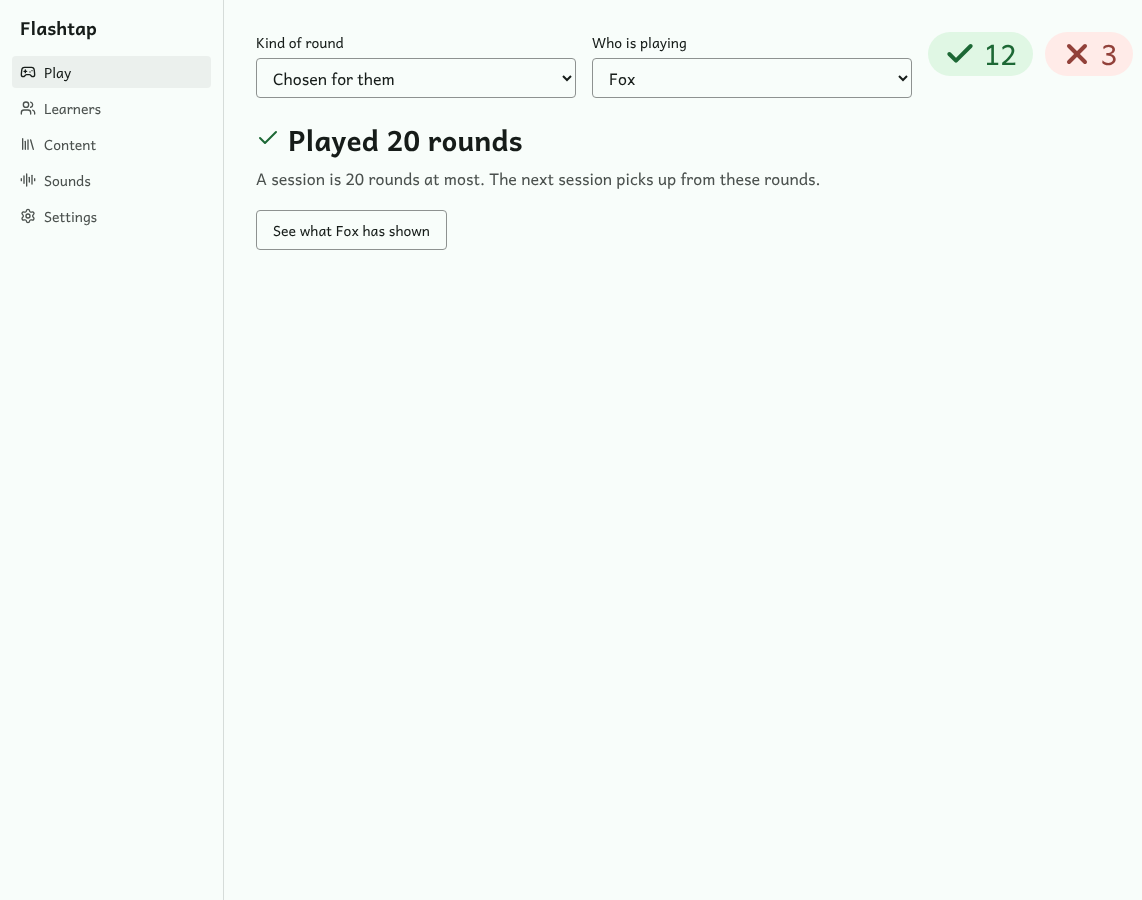 Flashtap
Play
Learners
Content
Sounds
Settings
Kind of round
Chosen for them
Who is playing
Fox
12
3
Played 20 rounds
A session is 20 rounds at most. The next session picks up from these rounds.
See what Fox has shown